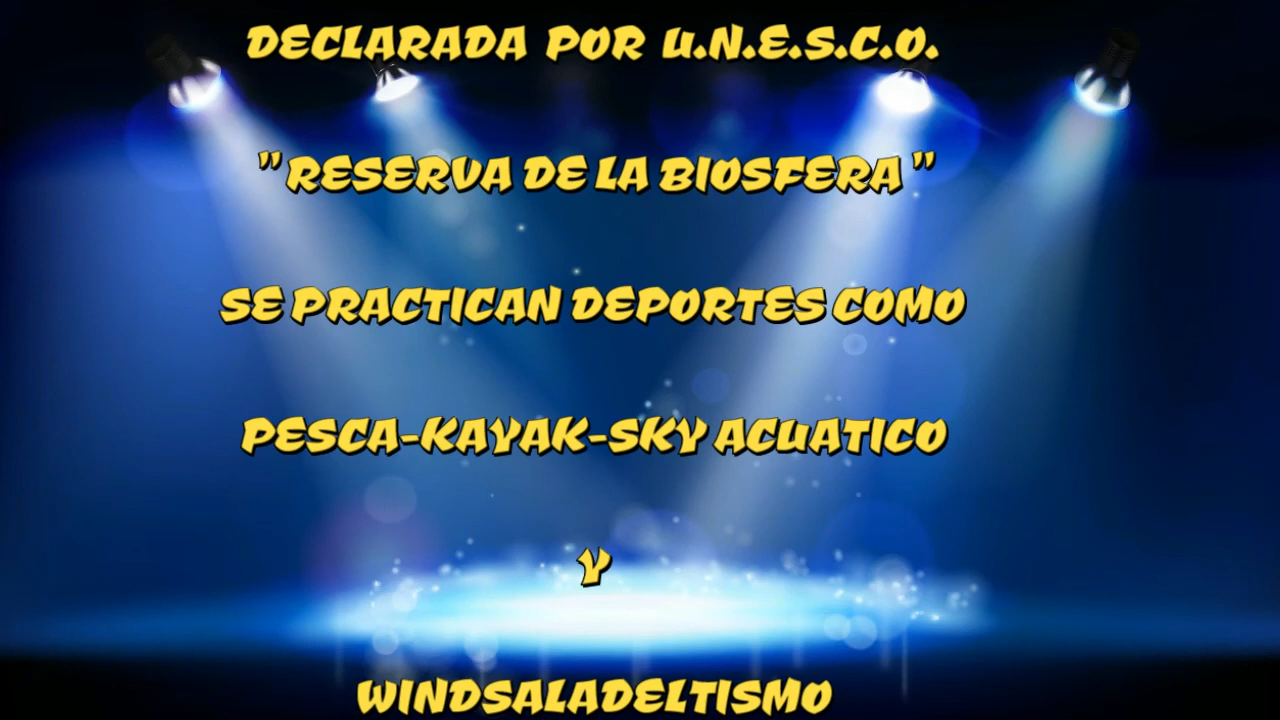 DECLARADA POR U.N.E.S.C.O.
"RESERVA DE LA BIOSFERA"
SE PRACTICAN DEPORTES COMO
PESCA-KAYAK-SKY ACUATICO
Y
WINDSALADELTISMO